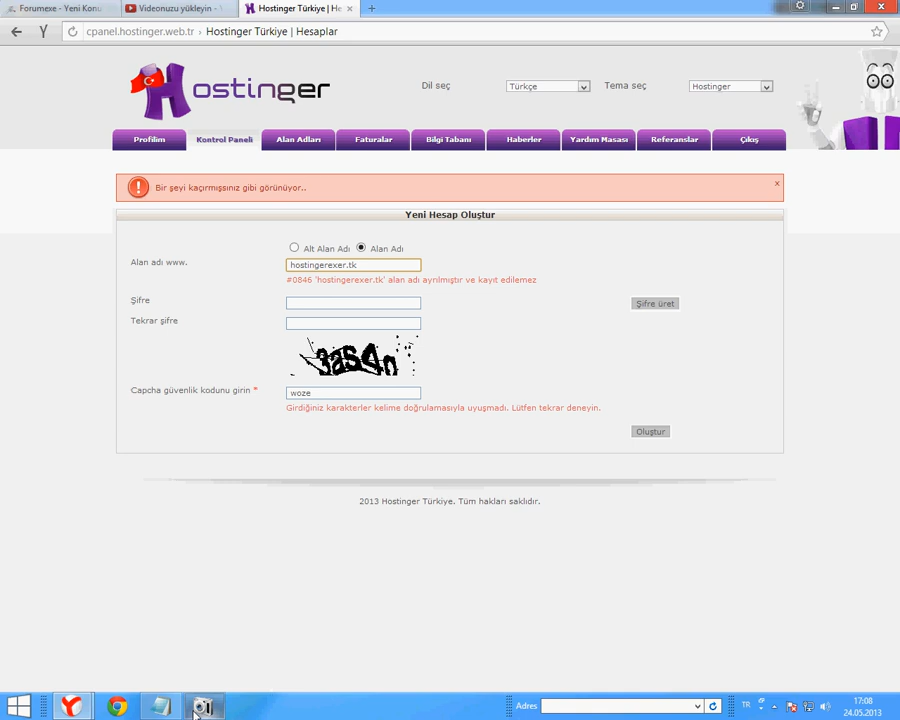 Forumexe - Yeni Konu
Videonuzu yükleyin -
Hostinger Türkiye | He
cpanel.hostinger.web.tr › Hostinger Türkiye | Hesaplar
Hostinger
Dil seç
Türkçe
Tema seç
Hostinger
Profilim
Kontrol Paneli
Alan Adları
Faturalar
Bilgi Tabanı
Haberler
Yardım Masası
Referanslar
Çıkış
Bir şeyi kaçırmışsınız gibi görünüyor..
x
Yeni Hesap Oluştur
Alt Alan Adı
Alan Adı
Alan adı www.
hostingerexer.tk
#0846 'hostingerexer.tk' alan adı ayrılmıştır ve kayıt edilemez
Şifre
Şifre üret
Tekrar şifre
Capcha güvenlik kodunu girin *
woze
Girdiğiniz karakterler kelime doğrulamasıyla uyuşmadı. Lütfen tekrar deneyin.
Oluştur
2013 Hostinger Türkiye. Tüm hakları saklıdır.
Adres
TR
17:08
24.05.2013